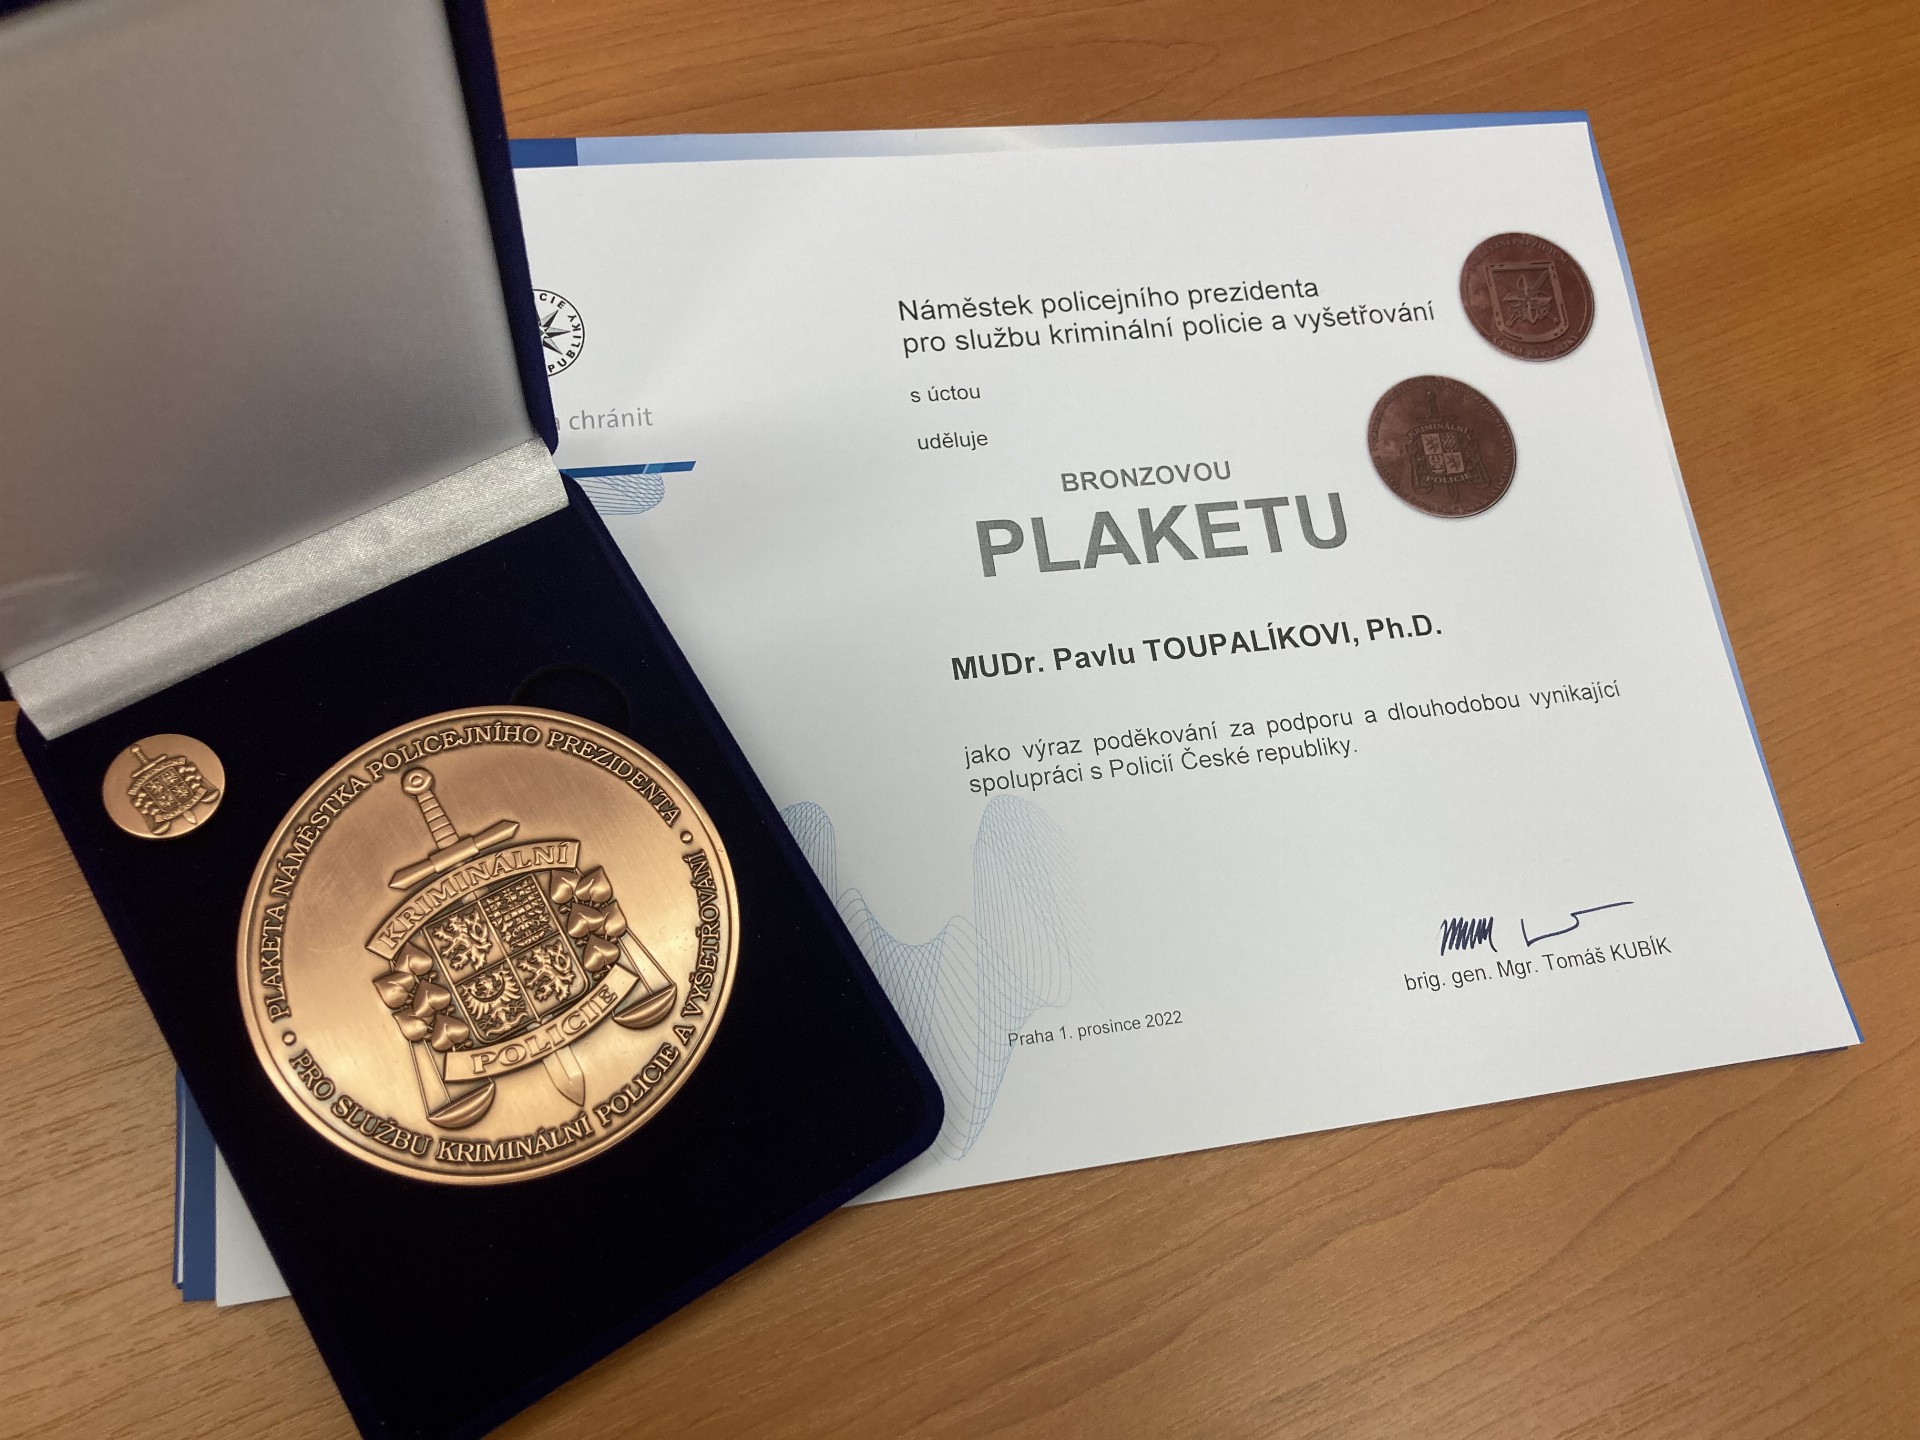 Náměstek policejního prezidenta
pro službu kriminální policie a vyšetřování
s úctou
uděluje
BRONZOVOU
PLAKETU
MUDr. Pavlu TOUPALÍKOVI, Ph.D.
jako výraz poděkování za podporu a dlouhodobou vynikající
spolupráci s Policií České republiky.
brig. gen. Mgr. Tomáš KUBÍK
Praha 1. prosince 2022
chránit
PLAKETA NÁMĚSTKA POLICEJNÍHO PREZIDENTA
PRO SLUŽBU KRIMINÁLNÍ POLICIE A VYŠETŘOVÁNÍ
KRIMINÁLNÍ
POLICIE
KRIMINÁLNÍ
POLICIE